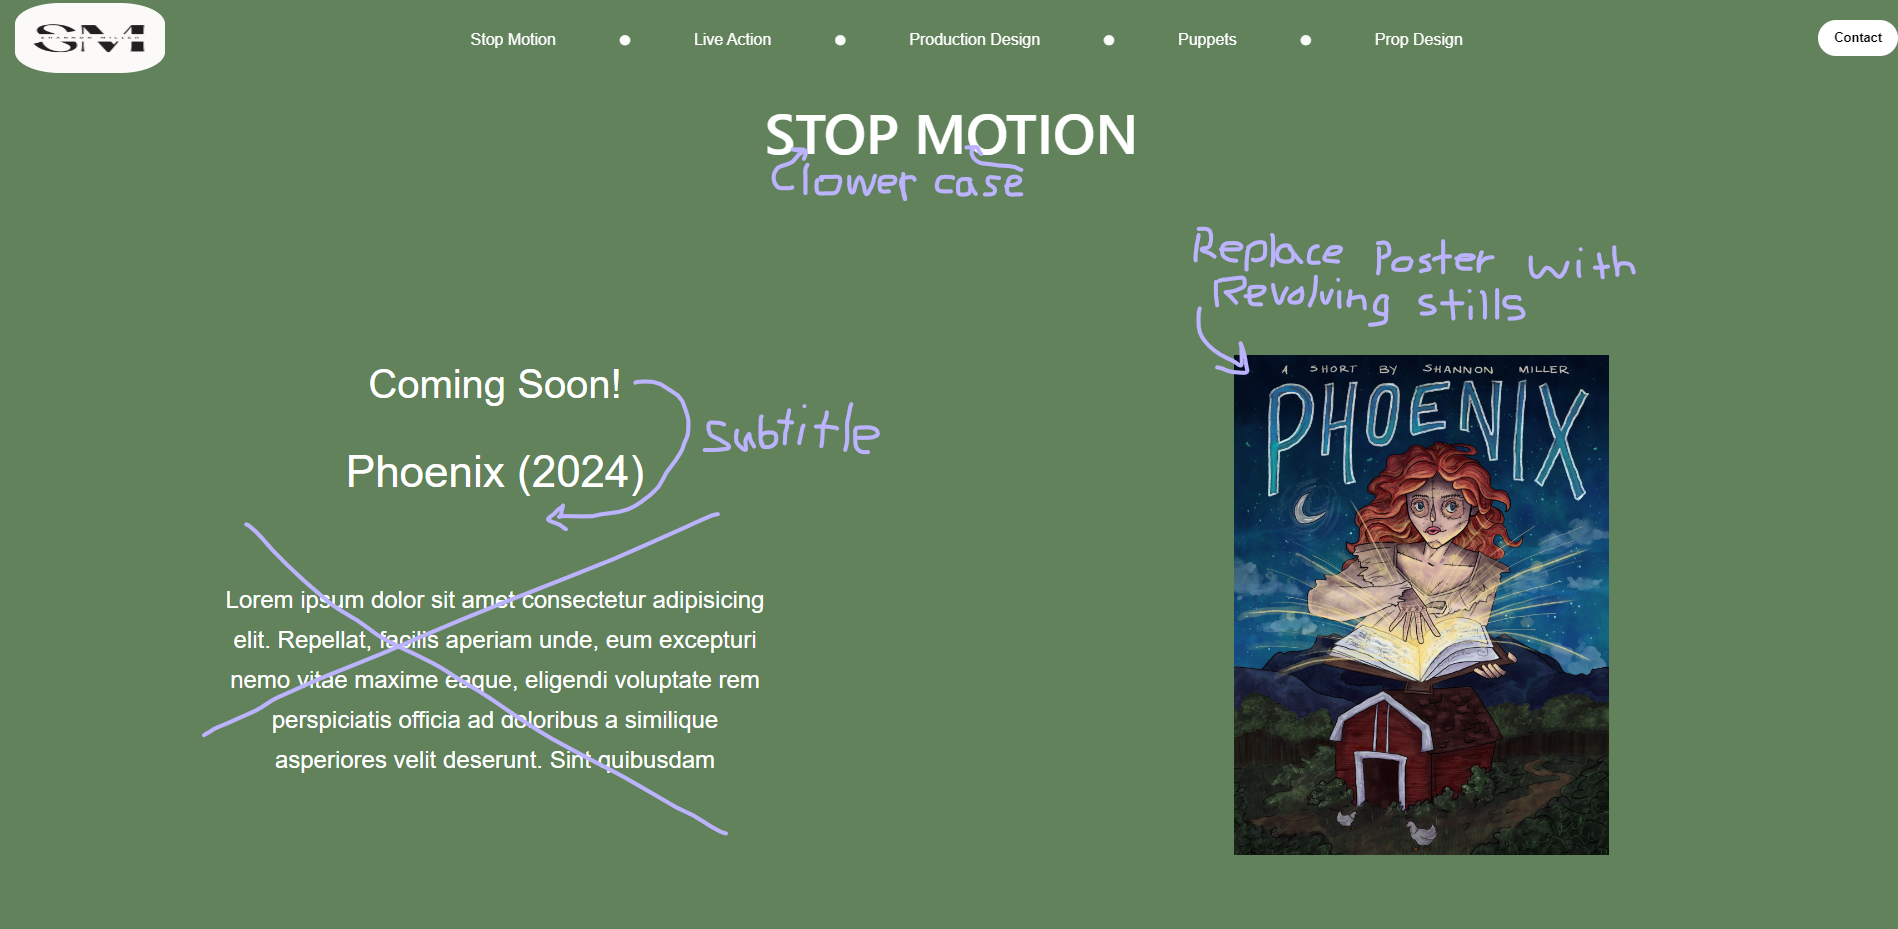 SM
SHANNON MILLER
Stop Motion
Live Action
Production Design
Puppets
Prop Design
Contact
STOP MOTION
lower case
Replace Poster with
Revolving stills
Coming Soon!
subtitle
Phoenix (2024)
Lorem ipsum dolor sit amet consectetur adipisicing
elit. Repellat, facilis aperiam unde, eum excepturi
nemo vitae maxime eaque, eligendi voluptate rem
perspiciatis officia ad doloribus a similique
asperiores velit deserunt. Sint quibusdam
A SHORT BY SHANNON MILLER
PHOENIX